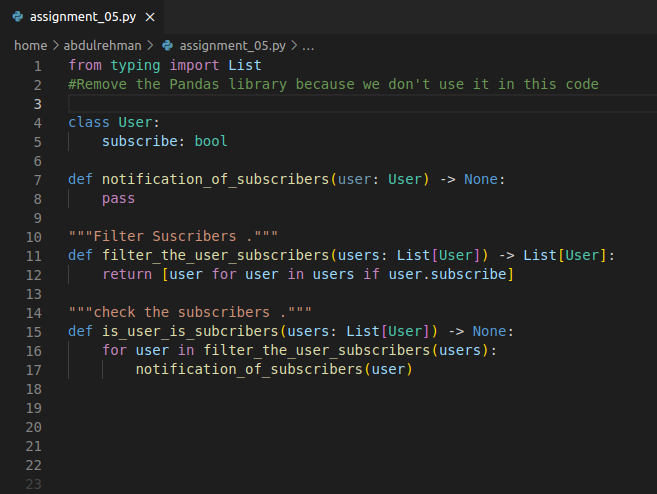 assignment_05.py ×
home > abdulrehman > assignment_05.py > ...
1 from typing import List
2 #Remove the Pandas library because we don't use it in this code
3
4 class User:
5     subscribe: bool
6
7 def notification_of_subscribers(user: User) -> None:
8     pass
9
10 """Filter Suscribers ."""
11 def filter_the_user_subscribers(users: List[User]) -> List[User]:
12     return [user for user in users if user.subscribe]
13
14 """check the subscribers ."""
15 def is_user_is_subcribers(users: List[User]) -> None:
16     for user in filter_the_user_subscribers(users):
17         notification_of_subscribers(user)
18
19
20
21
22
23